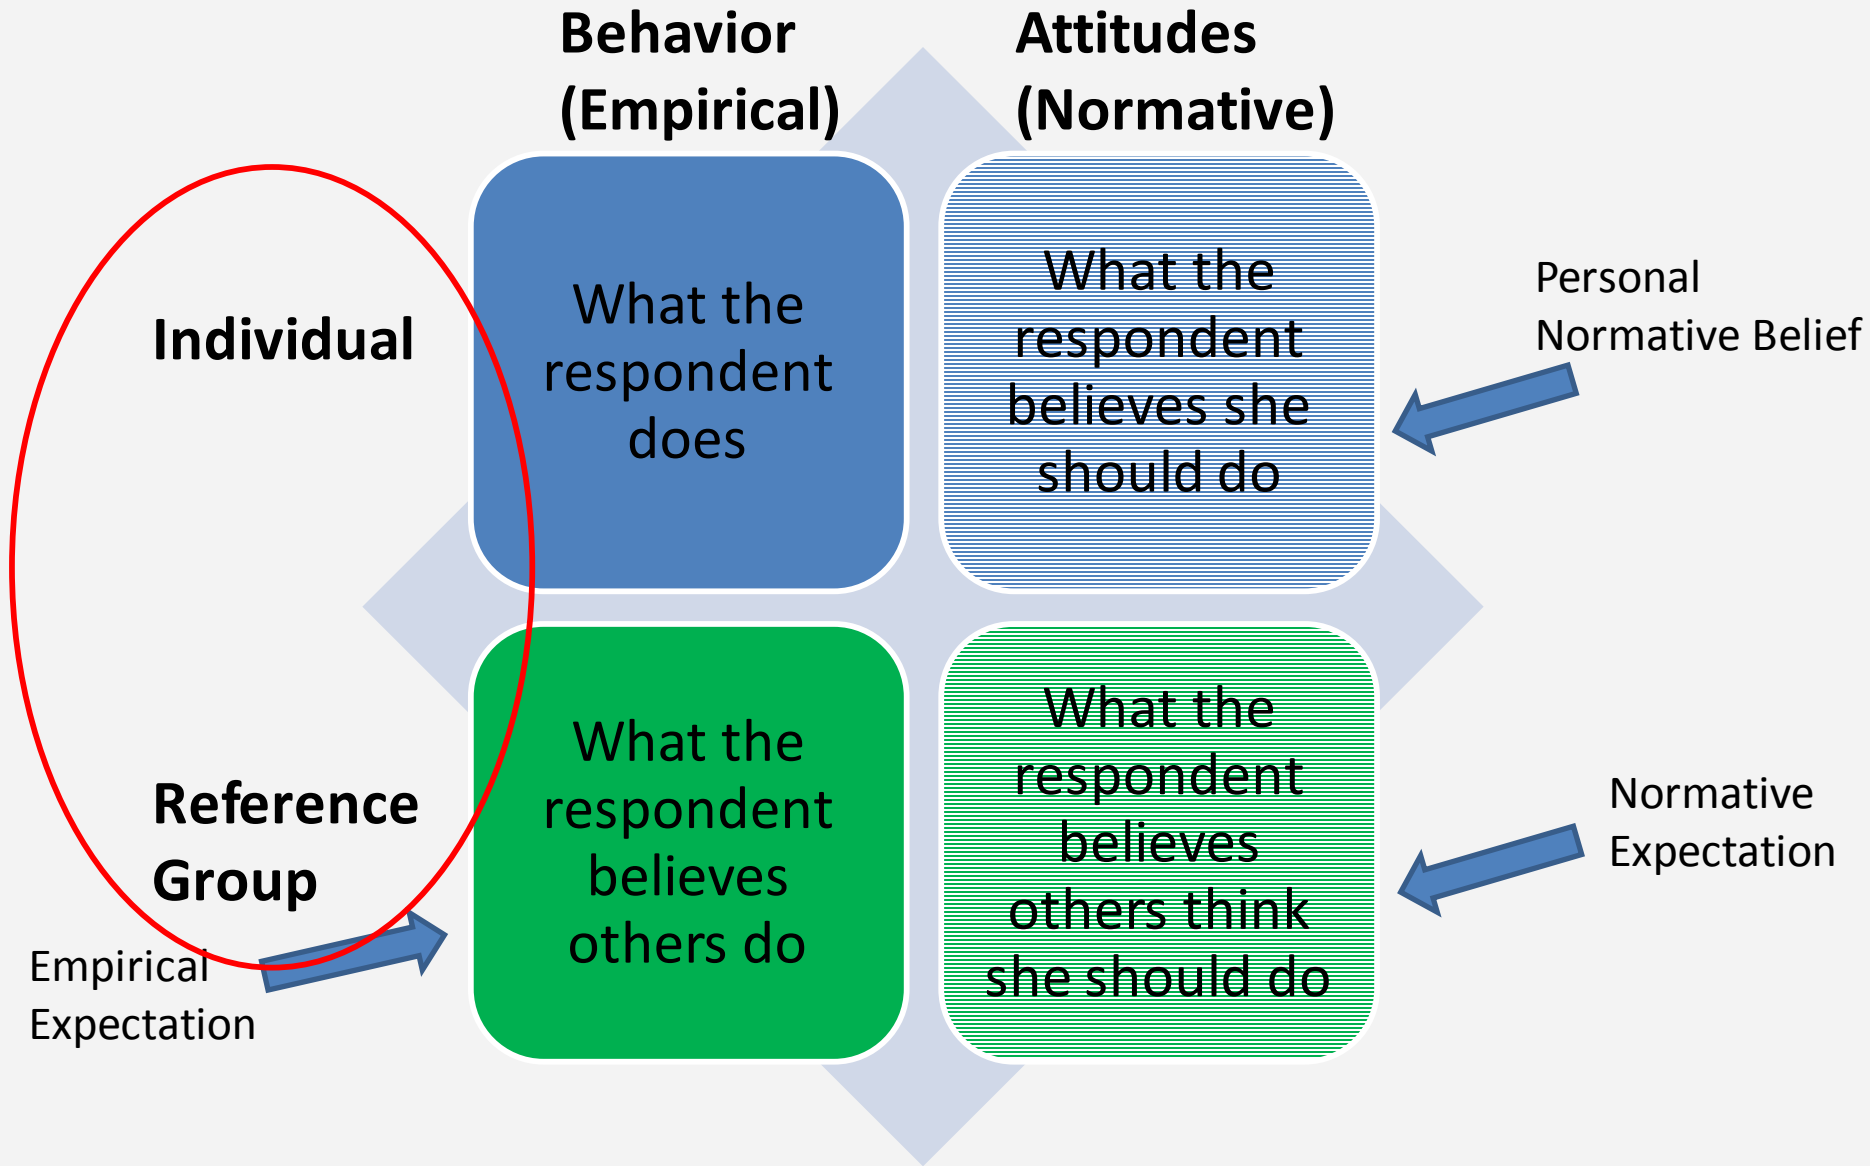 Behavior
(Empirical)
Attitudes
(Normative)
Individual
What the
respondent
does
What the
respondent
believes she
should do
Personal
Normative Belief
Reference
Group
What the
respondent
believes
others do
What the
respondent
believes
others think
she should do
Normative
Expectation
Empirical
Expectation